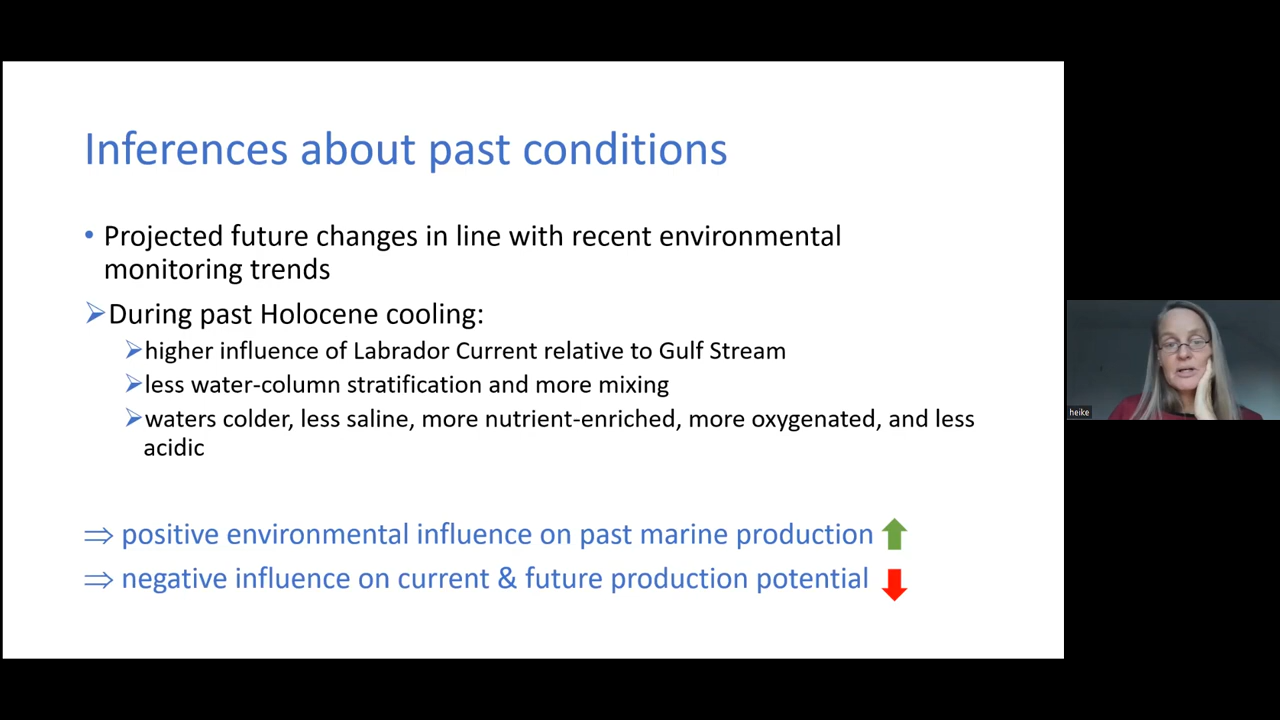 Inferences about past conditions
• Projected future changes in line with recent environmental
monitoring trends
➢During past Holocene cooling:
➢higher influence of Labrador Current relative to Gulf Stream
➢less water-column stratification and more mixing
➢waters colder, less saline, more nutrient-enriched, more oxygenated, and less
acidic
⇒ positive environmental influence on past marine production
⇒ negative influence on current & future production potential
heike